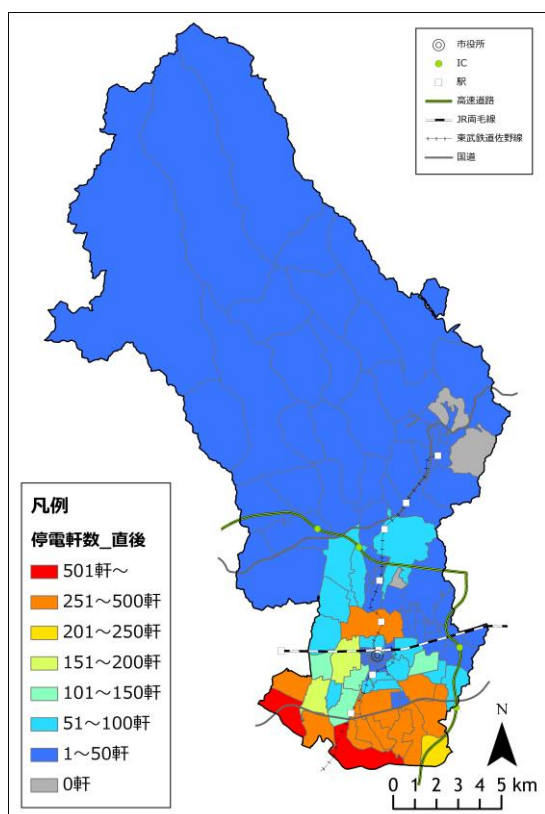 市役所
IC
駅
高速道路
JR両毛線
東武鉄道佐野線
国道
凡例
停電軒数_直後
501軒～
251～500軒
201～250軒
151～200軒
101～150軒
51～100軒
1～50軒
0軒
N
0 1 2 3 4 5 km